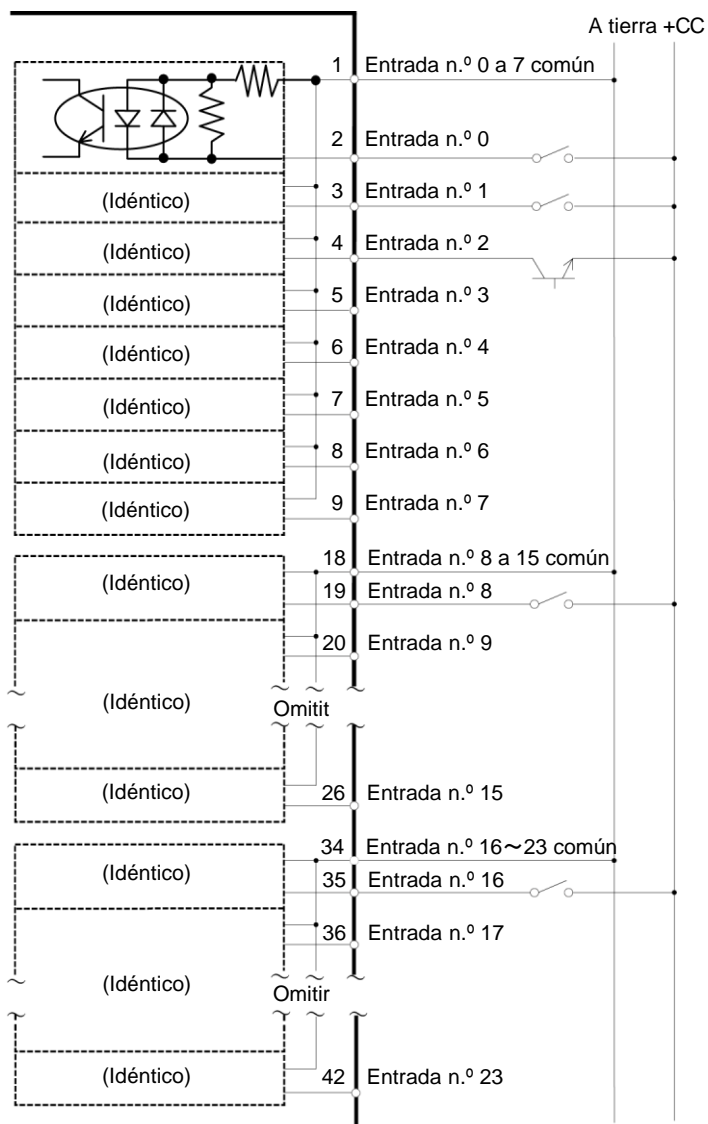 A tierra +CC
1 Entrada n.º 0 a 7 común
2 Entrada n.º 0
(Idéntico) 3 Entrada n.º 1
(Idéntico) 4 Entrada n.º 2
(Idéntico) 5 Entrada n.º 3
(Idéntico) 6 Entrada n.º 4
(Idéntico) 7 Entrada n.º 5
(Idéntico) 8 Entrada n.º 6
(Idéntico) 9 Entrada n.º 7
18 Entrada n.º 8 a 15 común
(Idéntico) 19 Entrada n.º 8
20 Entrada n.º 9
(Idéntico) Omitit
(Idéntico) 26 Entrada n.º 15
34 Entrada n.º 16～23 común
(Idéntico) 35 Entrada n.º 16
36 Entrada n.º 17
(Idéntico) Omitir
(Idéntico) 42 Entrada n.º 23